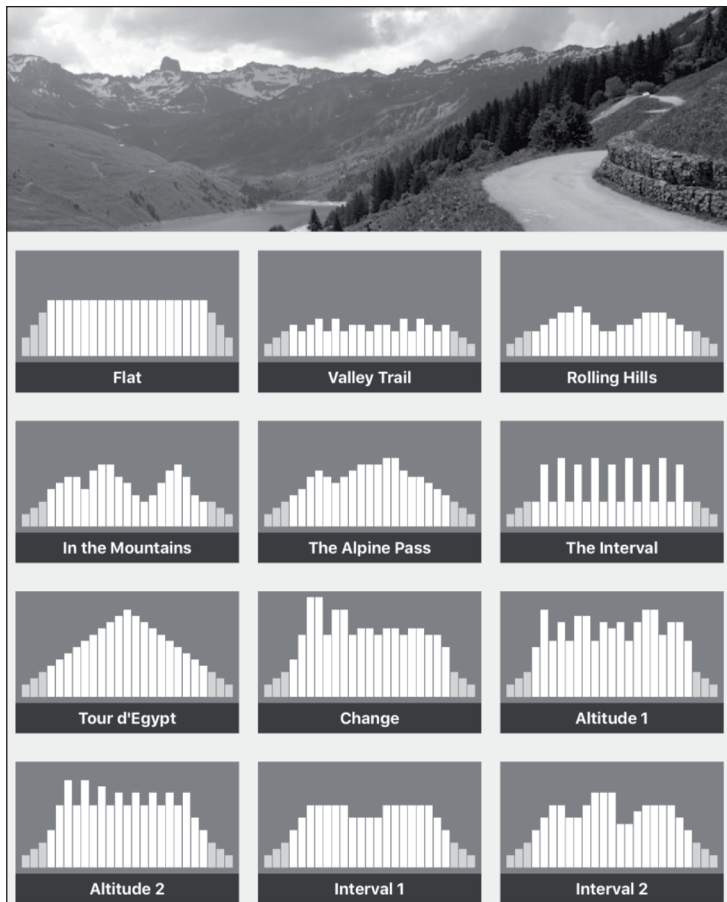 Flat
Valley Trail
Rolling Hills
In the Mountains
The Alpine Pass
The Interval
Tour d'Egypt
Change
Altitude 1
Altitude 2
Interval 1
Interval 2